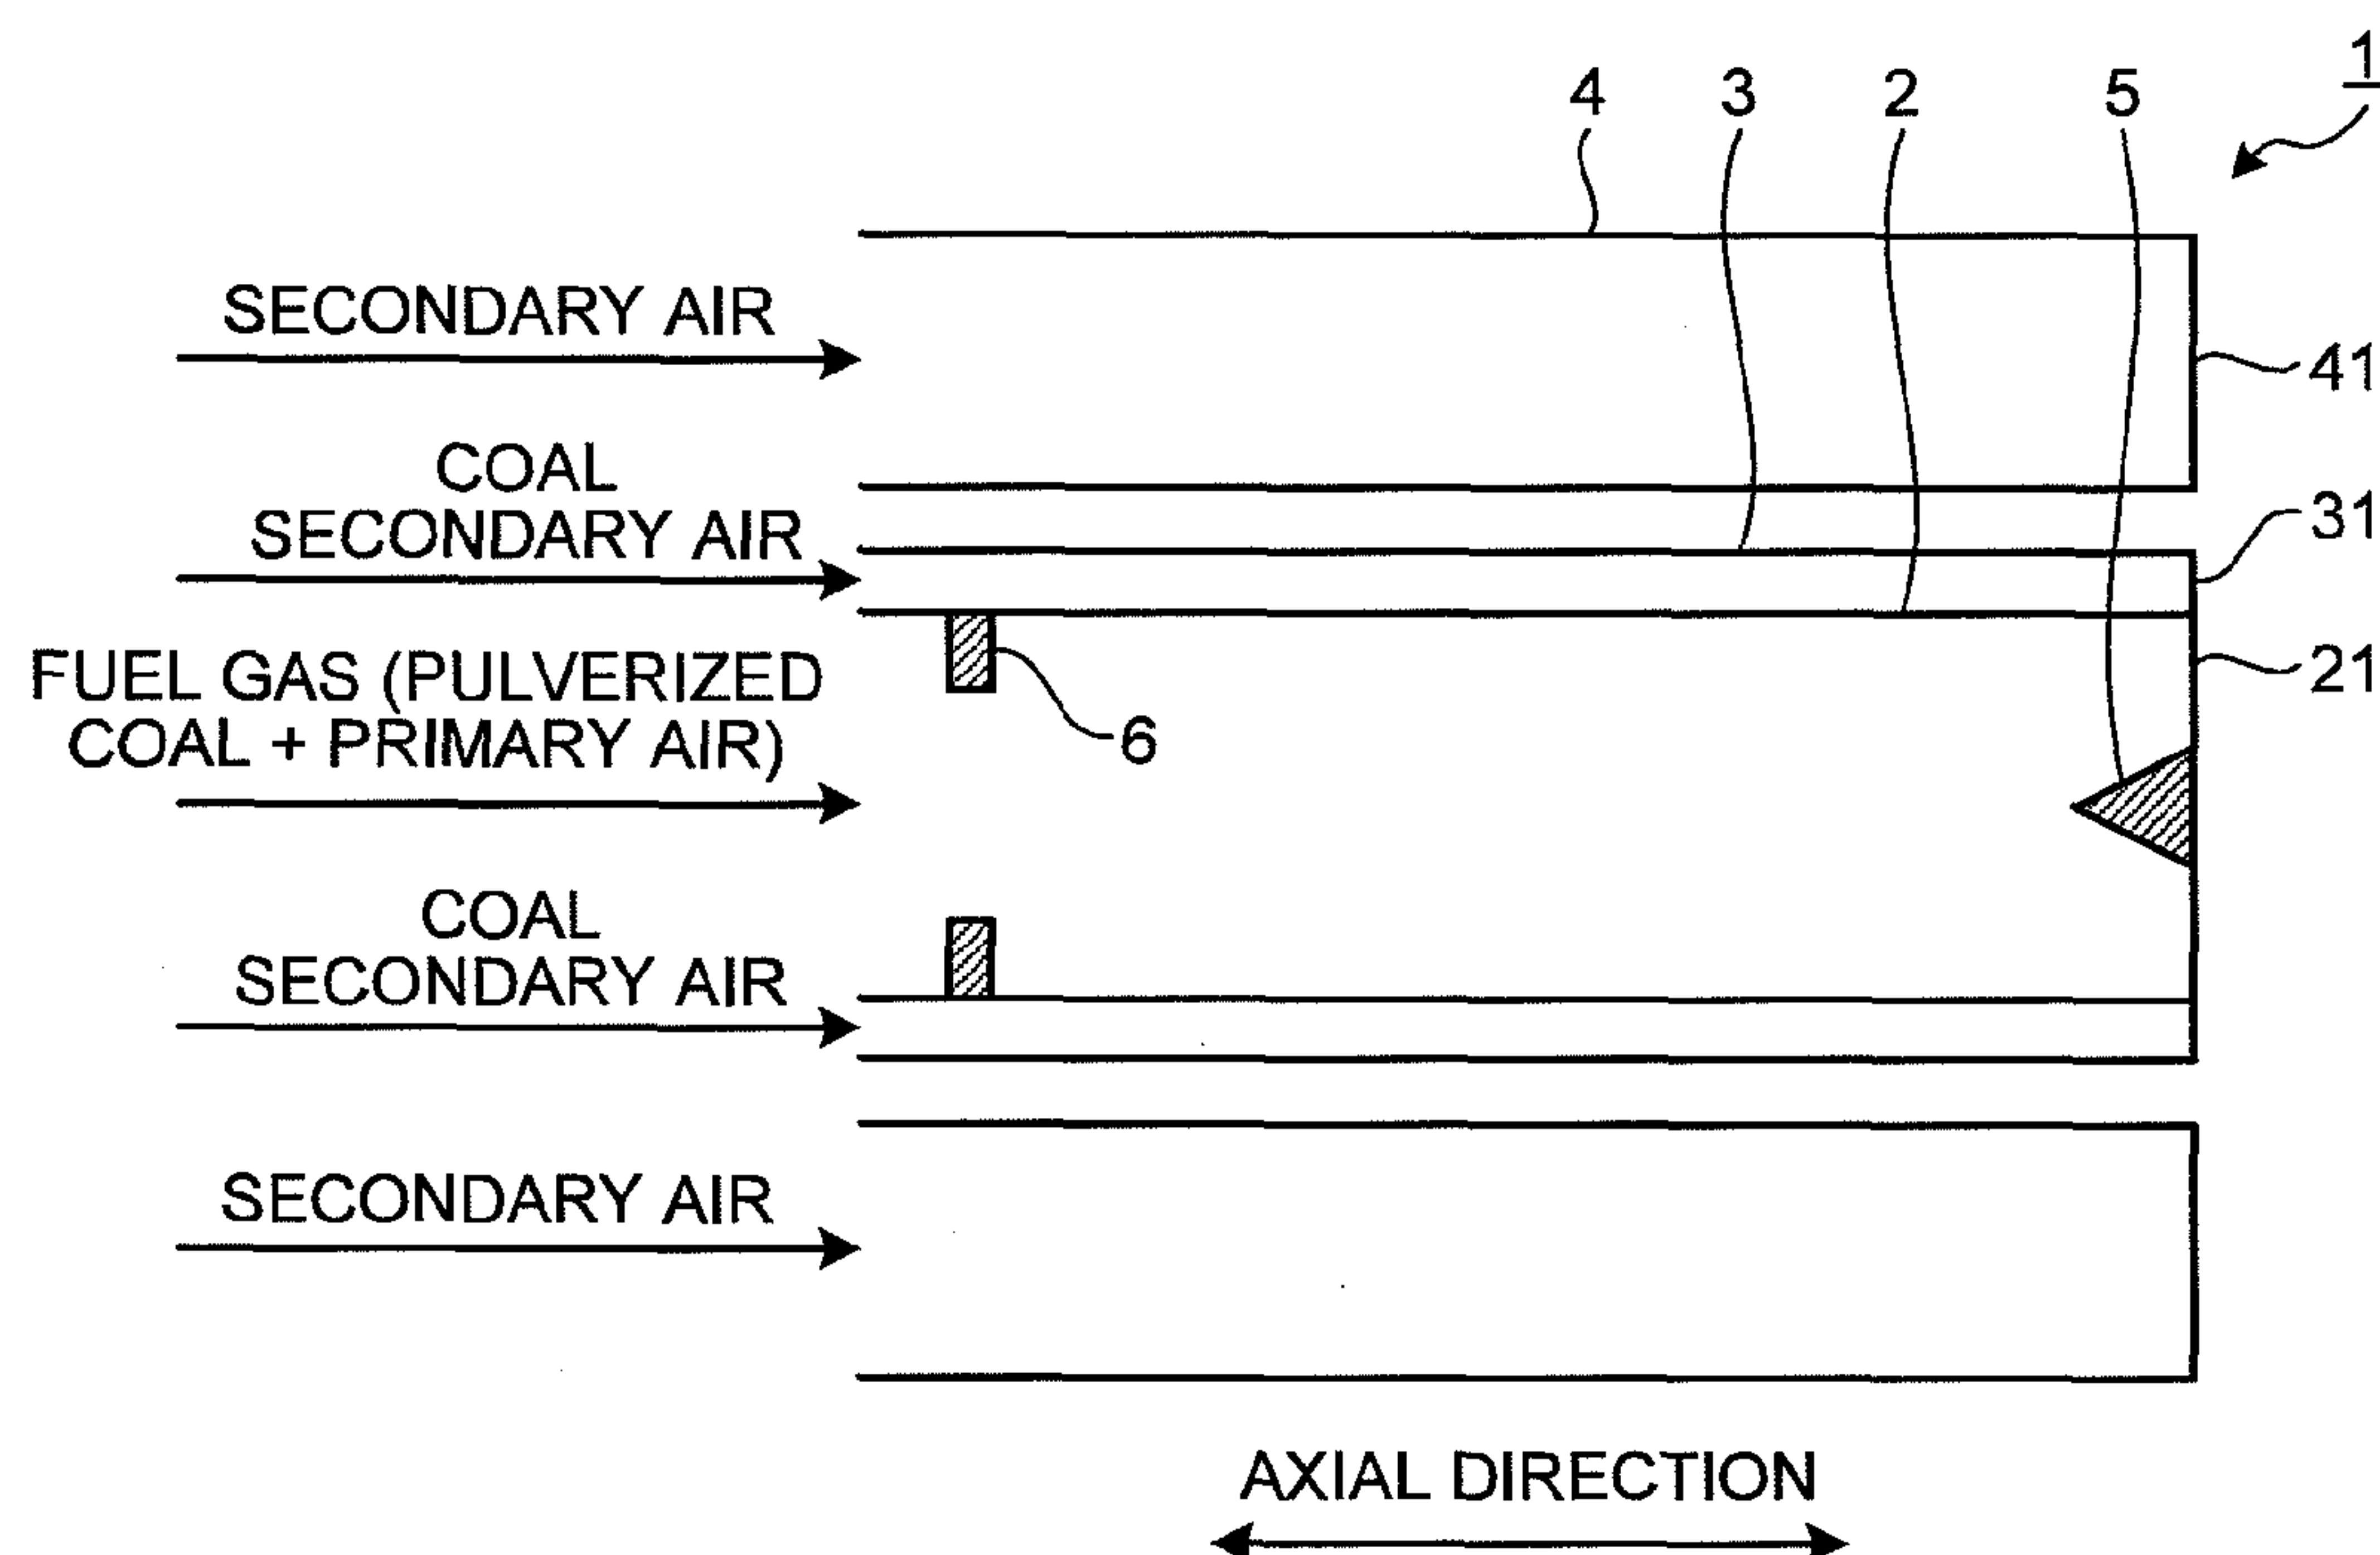 1
4 3 2 5
SECONDARY AIR
41
COAL
SECONDARY AIR
31
FUEL GAS (PULVERIZED
COAL + PRIMARY AIR)
21
6
COAL
SECONDARY AIR
SECONDARY AIR
AXIAL DIRECTION